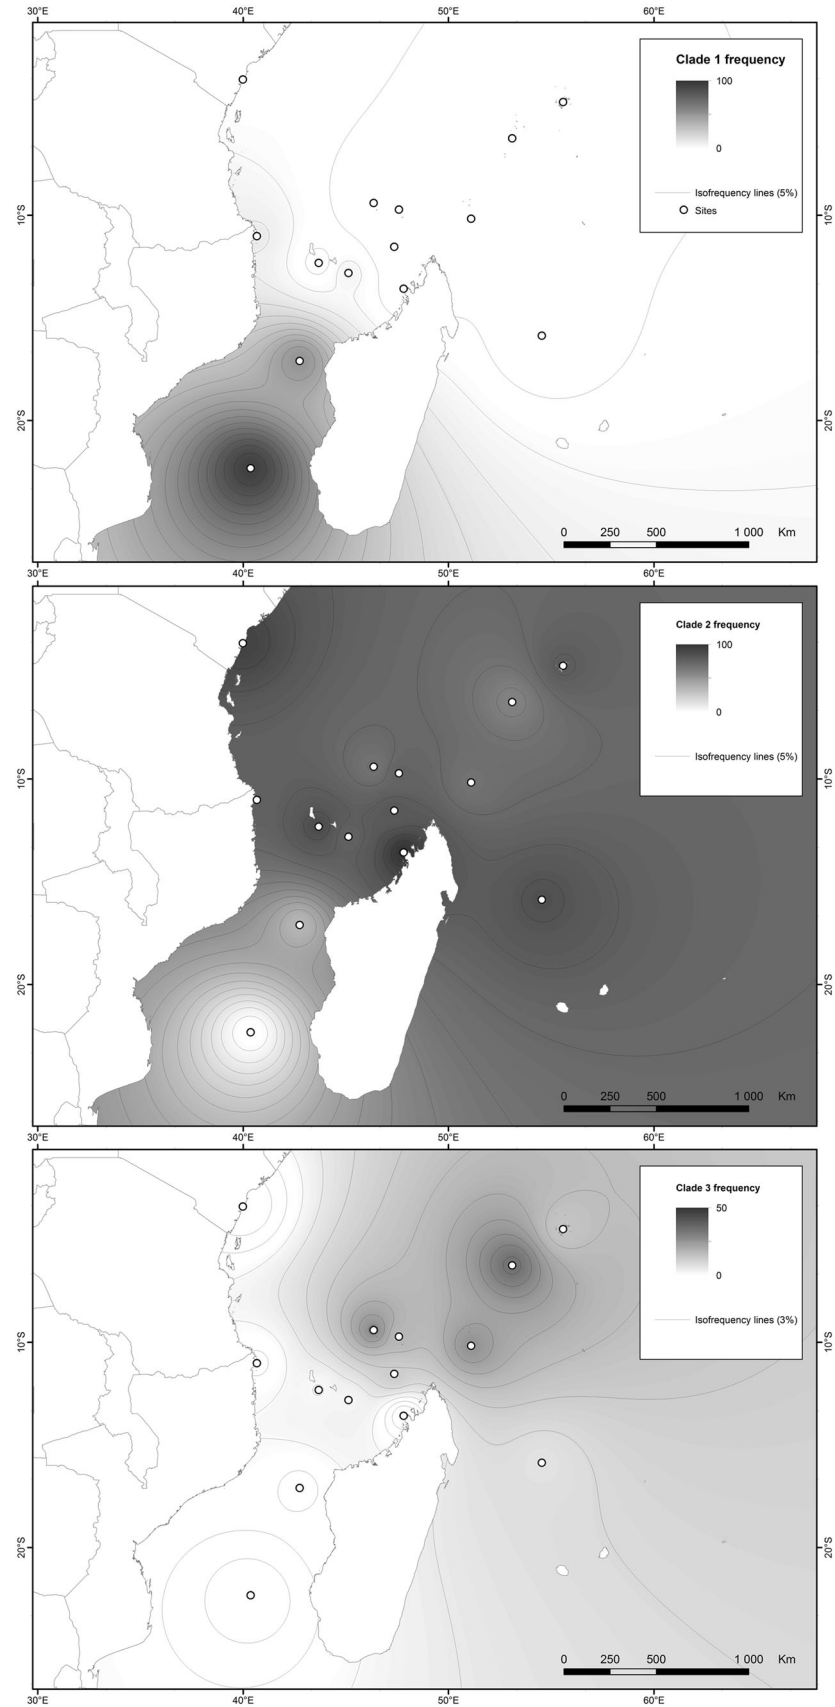 30°E 40°E 50°E 60°E
Clade 1 frequency
100
0
Isofrequency lines (5%)
Sites
10°S 10°S
20°S 20°S
0 250 500 1 000 Km
30°E 40°E 50°E 60°E
Clade 2 frequency
100
0
Isofrequency lines (5%)
10°S 10°S
20°S 20°S
0 250 500 1 000 Km
30°E 40°E 50°E 60°E
Clade 3 frequency
50
0
Isofrequency lines (3%)
10°S 10°S
20°S 20°S
0 250 500 1 000 Km
30°E 40°E 50°E 60°E